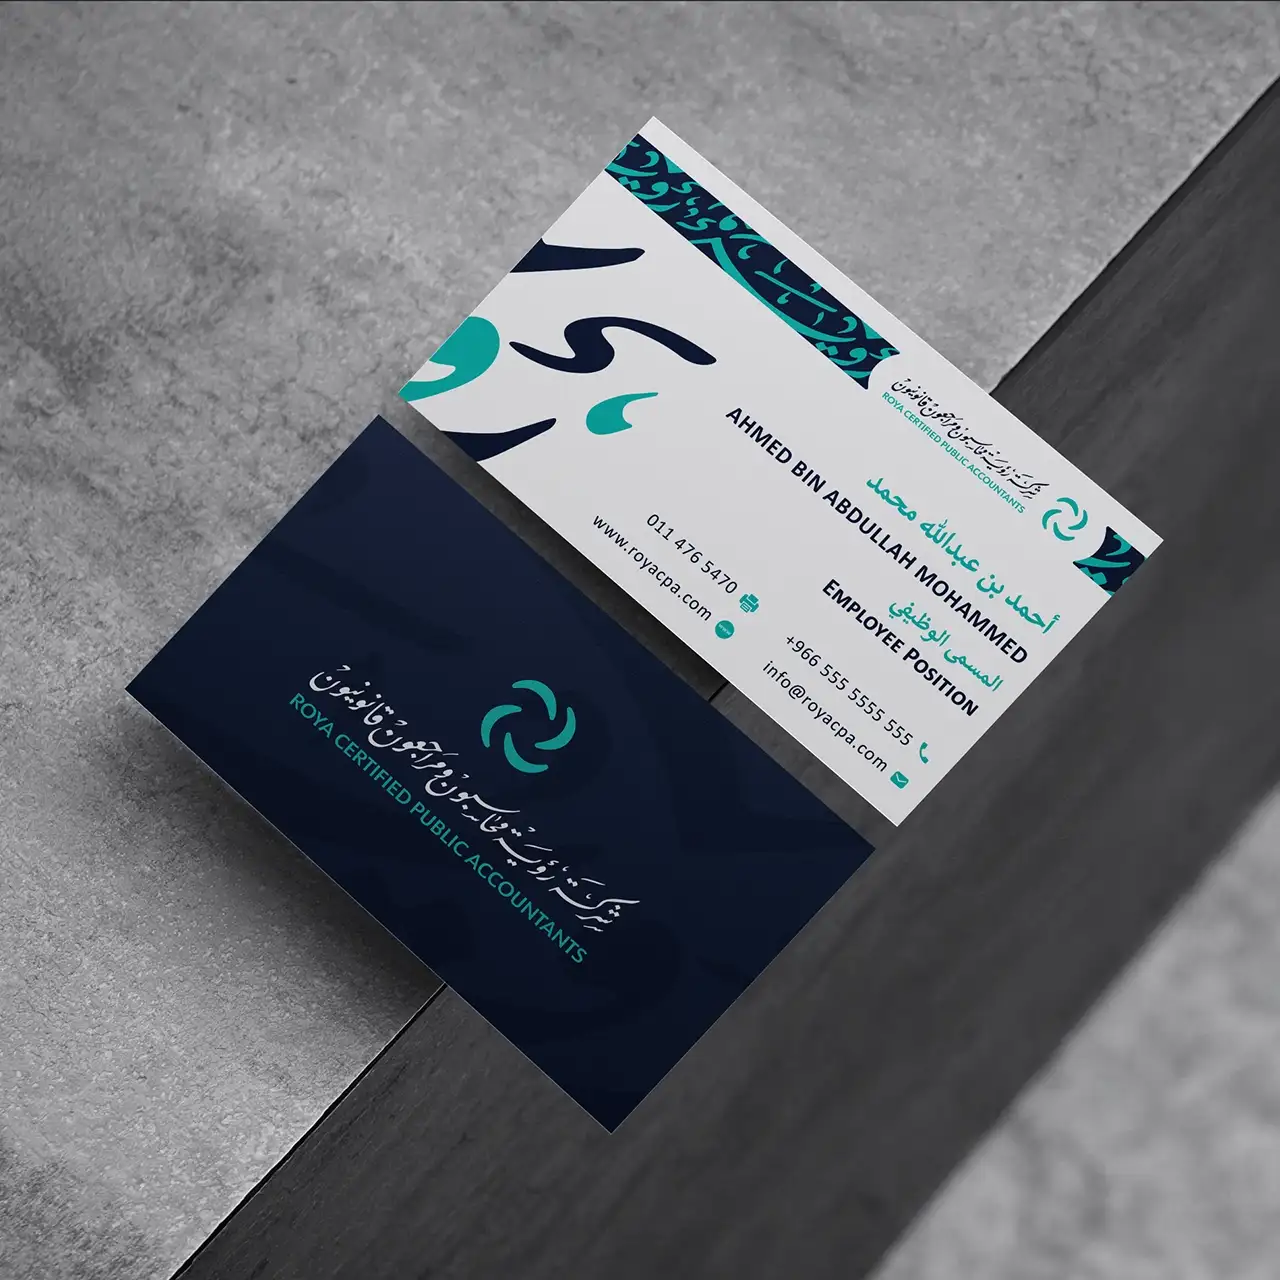 شركة رؤية محاسبون ومراجعون قانونيون
ROYA CERTIFIED PUBLIC ACCOUNTANTS
أحمد بن عبدالله محمد
AHMED BIN ABDULLAH MOHAMMED
المسمى الوظيفي
EMPLOYEE POSITION
+966 555 5555 555
info@royacpa.com
011 476 5470
www.royacpa.com
شركة رؤية محاسبون ومراجعون قانونيون
ROYA CERTIFIED PUBLIC ACCOUNTANTS